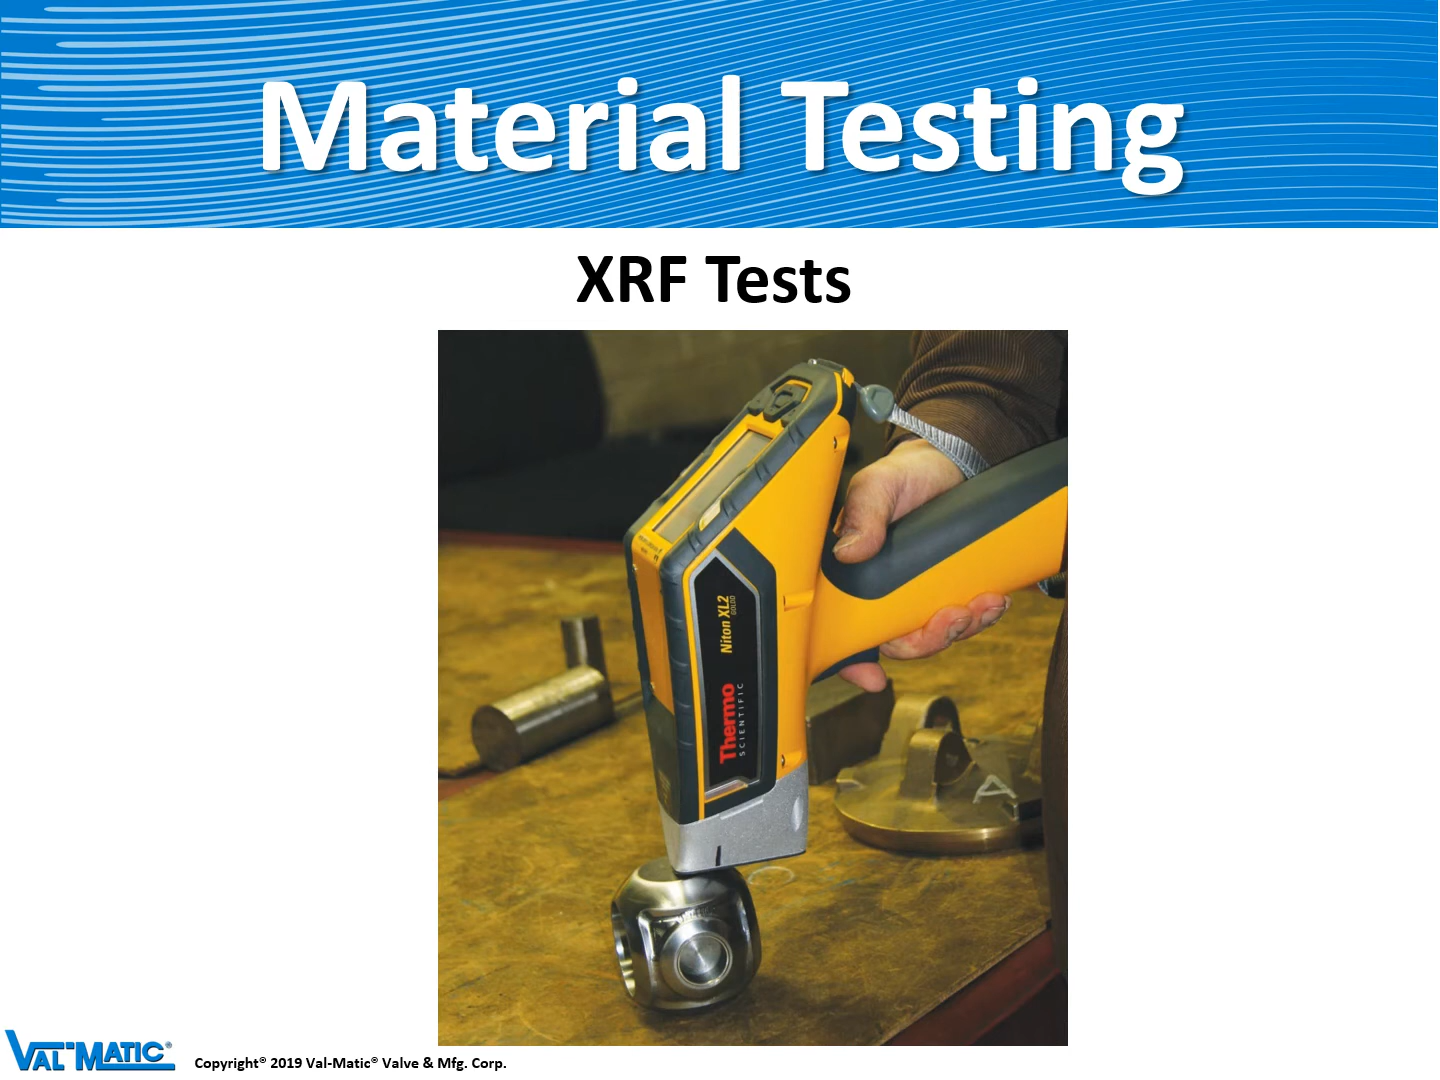 Material Testing
XRF Tests
Niton XL2
GOLDD
Thermo
SCIENTIFIC
A
VAL-MATIC®
Copyright© 2019 Val-Matic® Valve & Mfg. Corp.